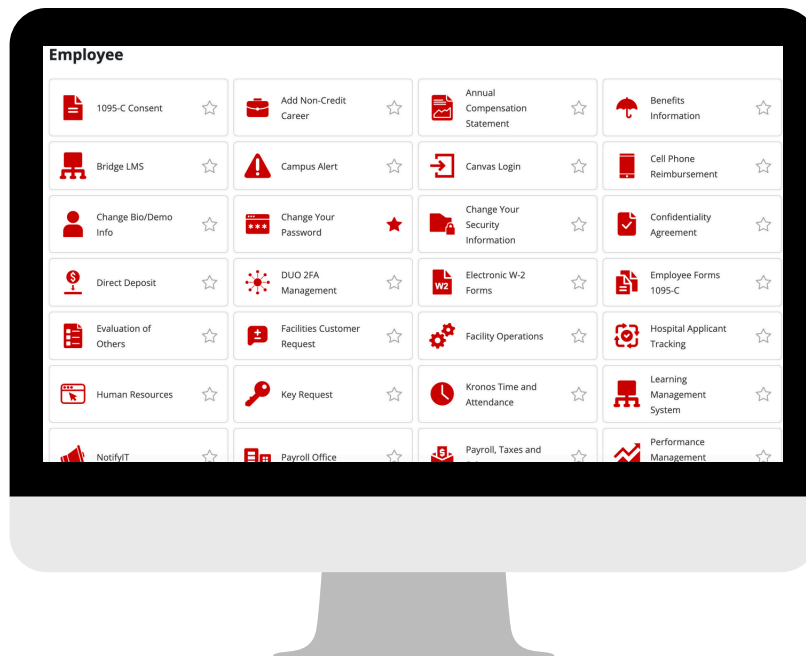 Employee
1095-C Consent
Add Non-Credit
Career
Annual
Compensation
Statement
Benefits
Information
Bridge LMS
Campus Alert
Canvas Login
Cell Phone
Reimbursement
Change Bio/Demo
Info
Change Your
Password
Change Your
Security
Information
Confidentiality
Agreement
Direct Deposit
DUO 2FA
Management
W2
Electronic W-2
Forms
Employee Forms
1095-C
Evaluation of
Others
Facilities Customer
Request
Facility Operations
Hospital Applicant
Tracking
Human Resources
Key Request
Kronos Time and
Attendance
Learning
Management
System
NotifyIT
Payroll Office
Payroll, Taxes and
Performance
Management